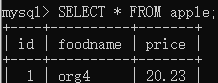 mysql> SELECT * FROM apple;
+----+----------+-------+
| id | foodname | price |
+----+----------+-------+
| 1 | org4 | 20.23 |